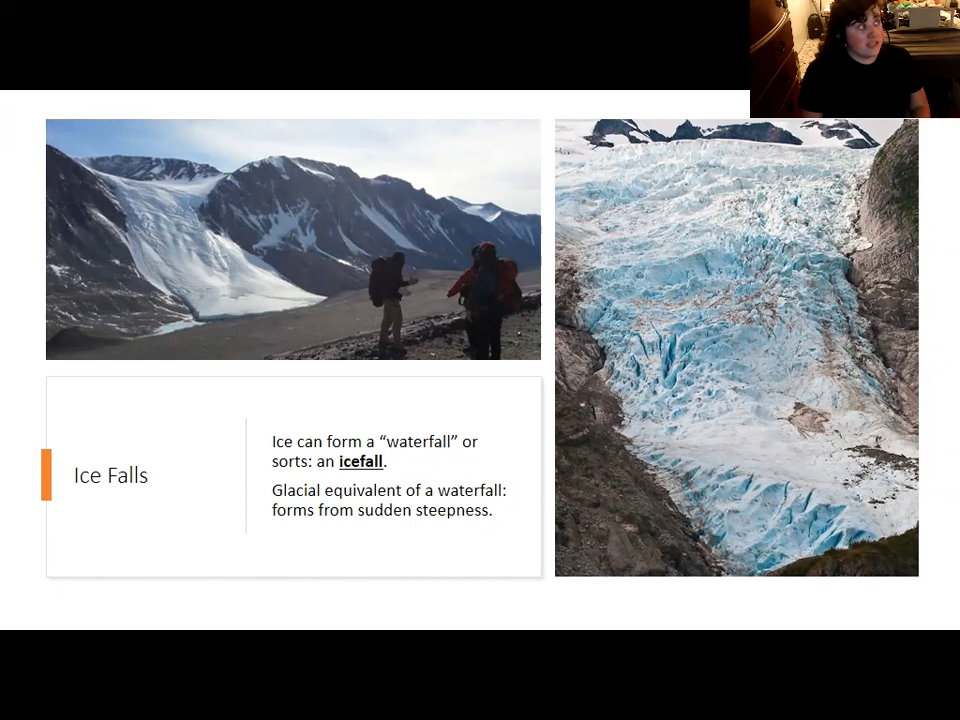 Ice Falls
Ice can form a “waterfall” or
sorts: an icefall.
Glacial equivalent of a waterfall:
forms from sudden steepness.